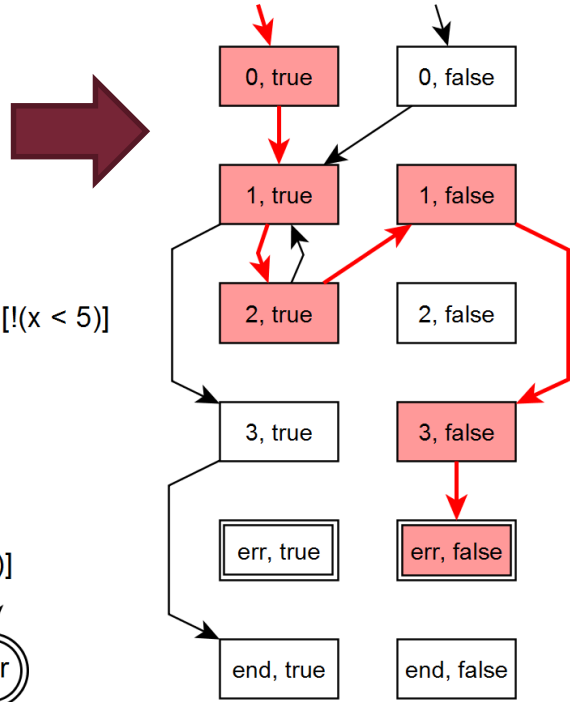 0, true
0, false
1, true
1, false
[!(x < 5)]
2, true
2, false
3, true
3, false
)]
err, true
err, false
r
end, true
end, false